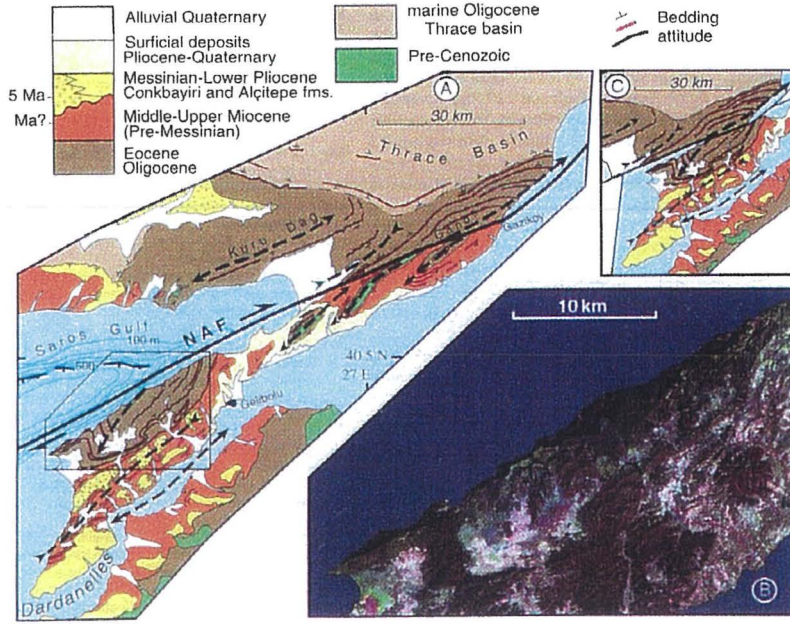 Alluvial Quaternary
Surficial deposits
Pliocene-Quaternary
Messinian-Lower Pliocene
Conkbayiri and Alçitepe fms.
5 Ma
Ma?
Middle-Upper Miocene
(Pre-Messinian)
Eocene
Oligocene
marine Oligocene
Thrace basin
Pre-Cenozoic
Bedding
attitude
A
30 km
Thrace Basin
Kuru Dag
Ganos
Gaziköy
Saros Gulf
100 m
NAF
500
40.5 N
27 E
Gelibolu
Dardanelles
C
30 km
10 km
B